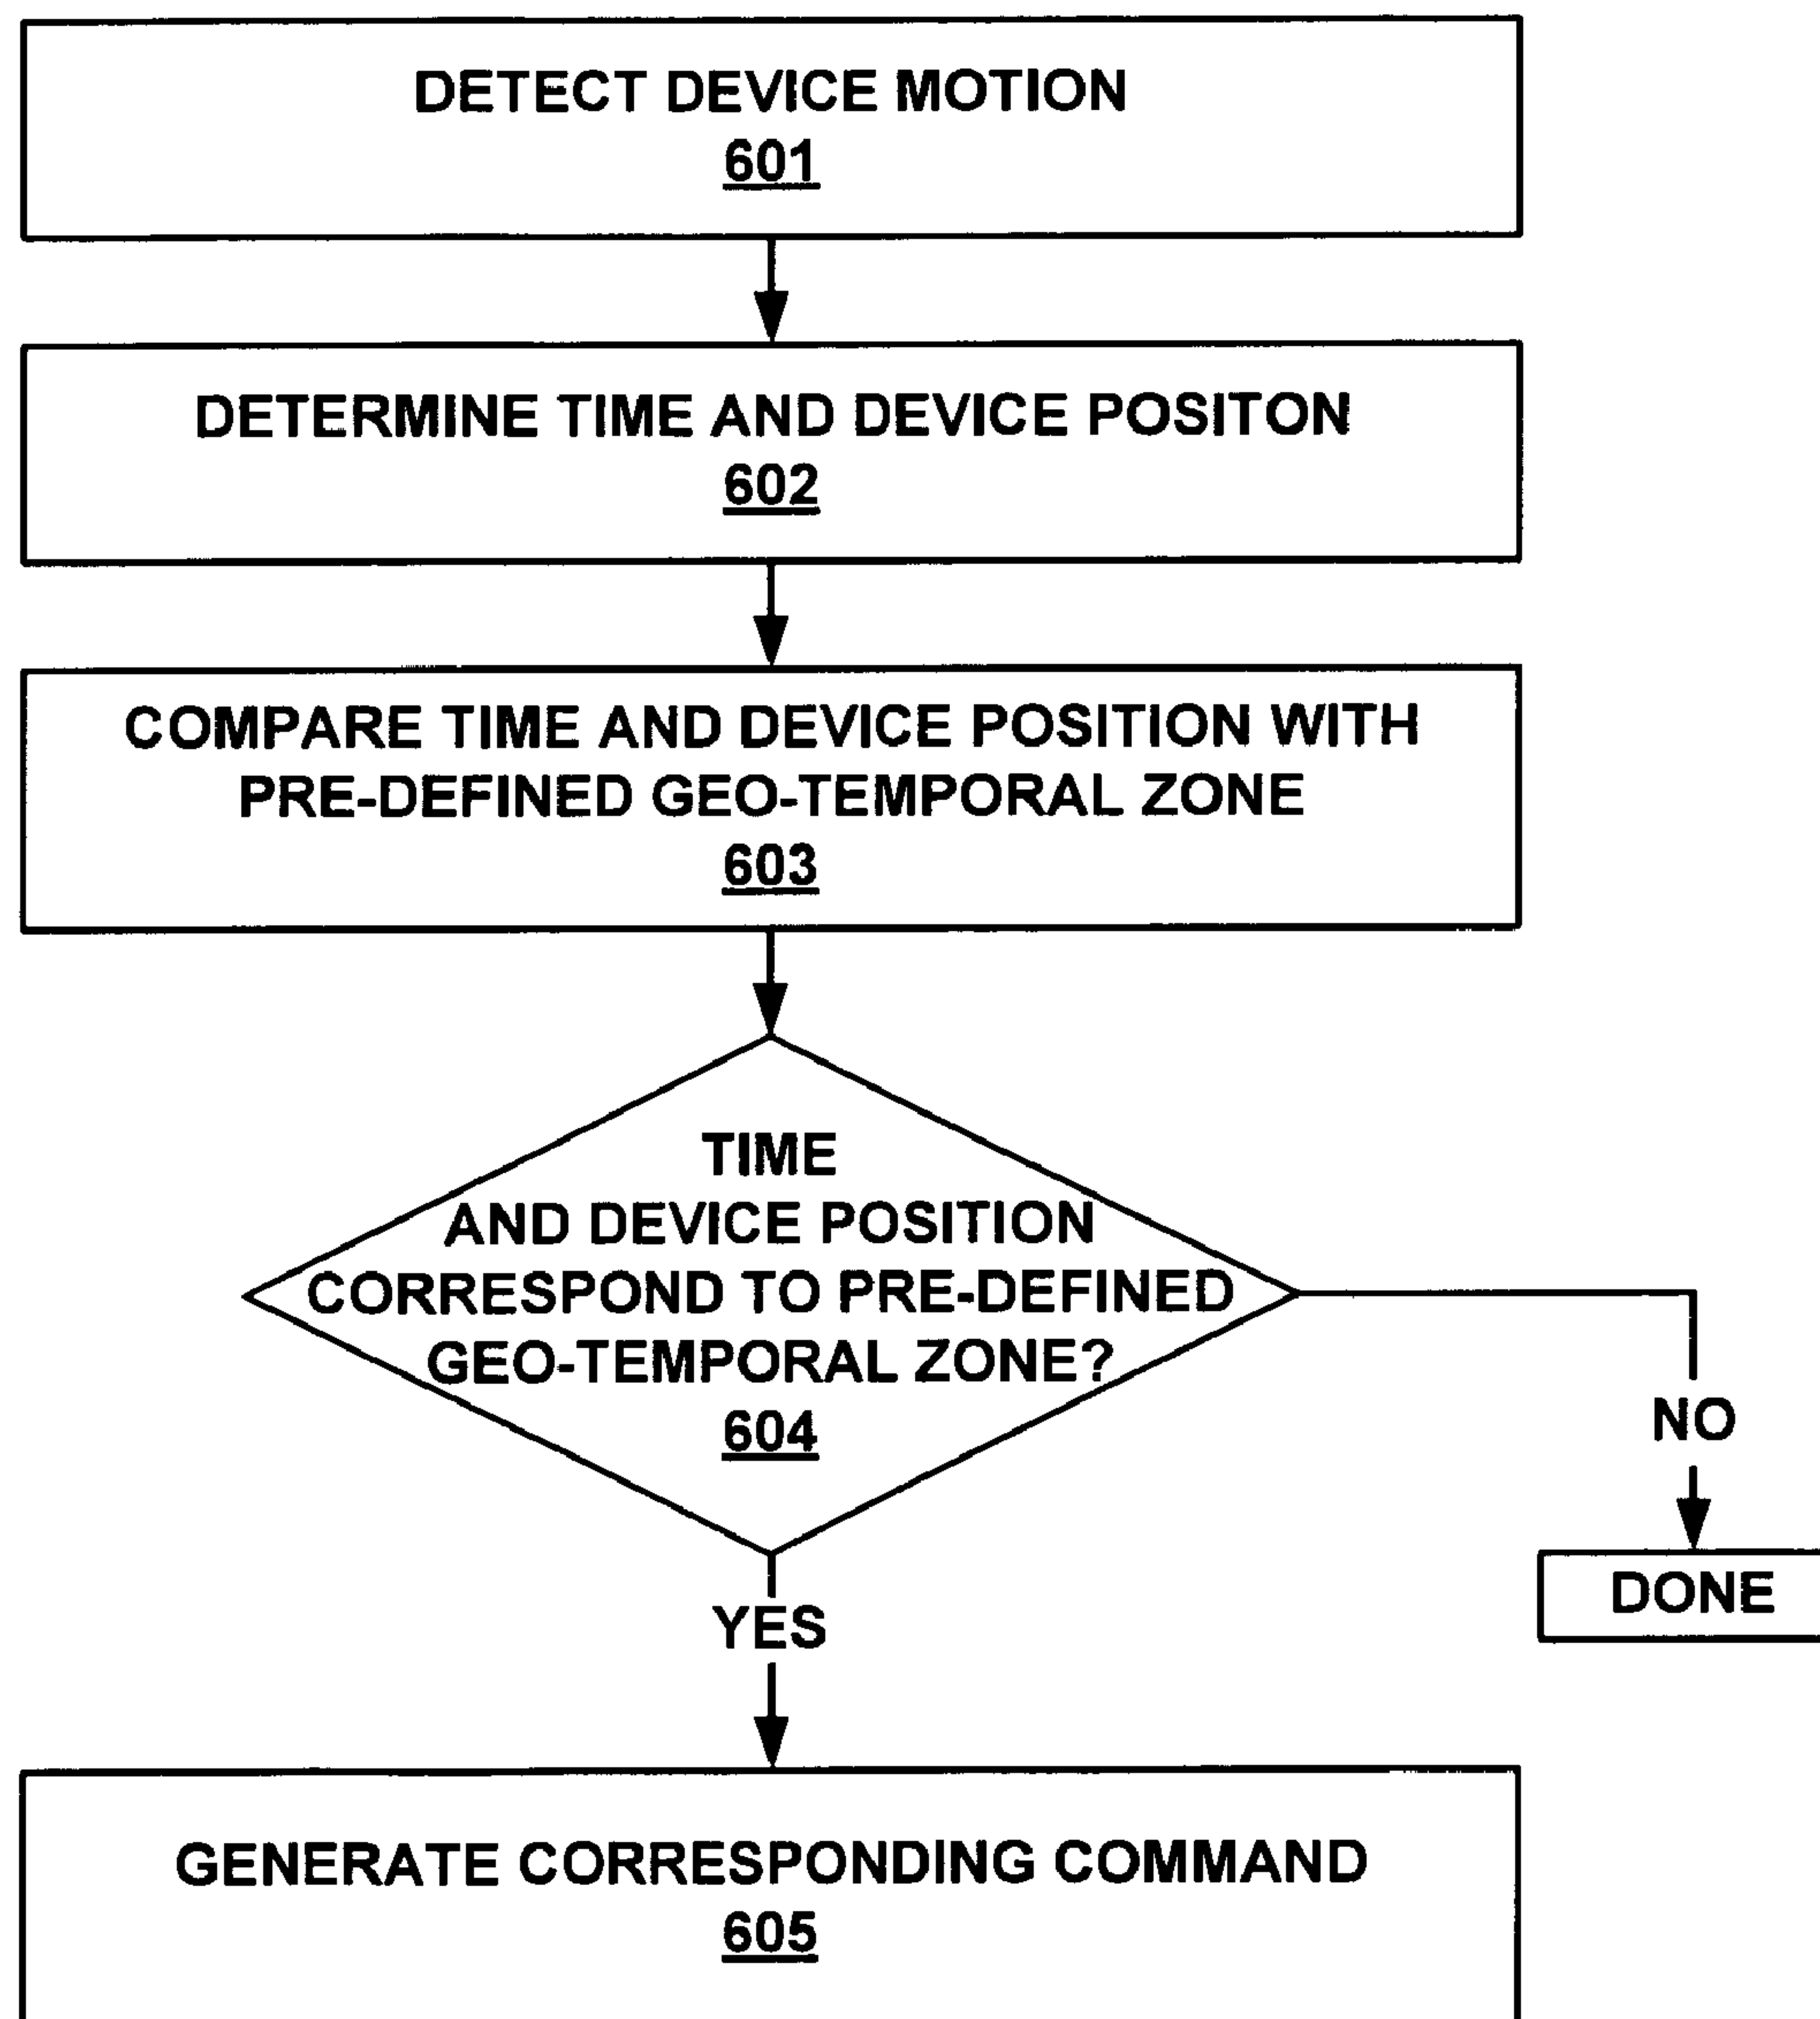 DETECT DEVICE MOTION
601
DETERMINE TIME AND DEVICE POSITON
602
COMPARE TIME AND DEVICE POSITION WITH
PRE-DEFINED GEO-TEMPORAL ZONE
603
TIME
AND DEVICE POSITION
CORRESPOND TO PRE-DEFINED
GEO-TEMPORAL ZONE?
604
NO
DONE
YES
GENERATE CORRESPONDING COMMAND
605